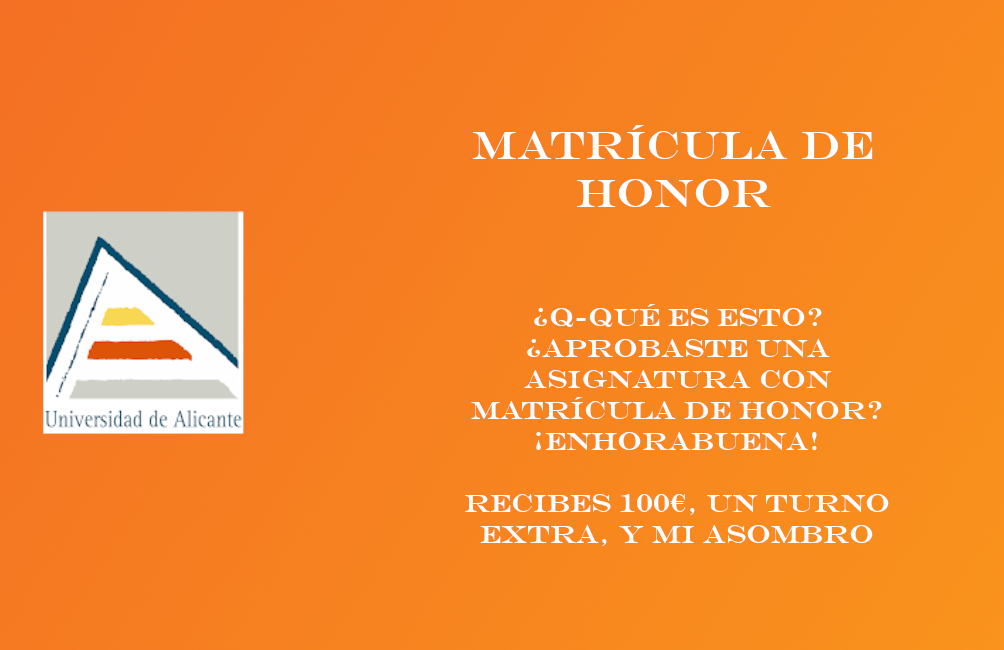 MATRÍCULA DE
HONOR
Universidad de Alicante
¿Q-QUÉ ES ESTO?
¿APROBASTE UNA
ASIGNATURA CON
MATRÍCULA DE HONOR?
¡ENHORABUENA!
RECIBES 100€, UN TURNO
EXTRA, Y MI ASOMBRO